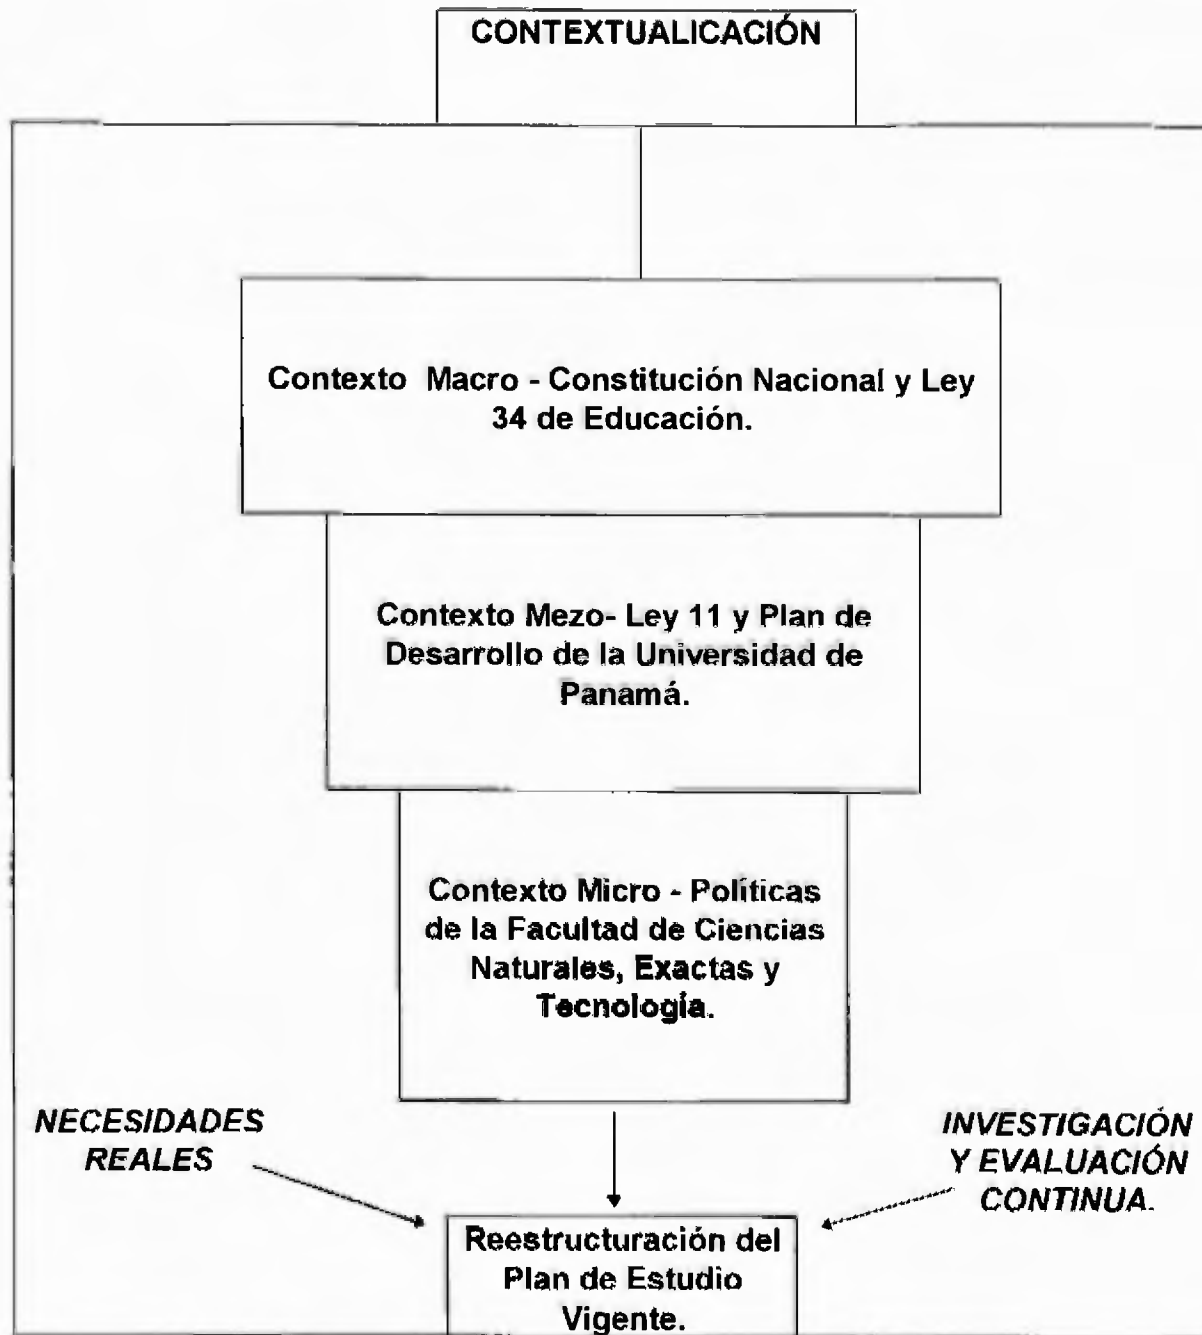 CONTEXTUALICACIÓN
Contexto Macro - Constitución Nacional y Ley
34 de Educación.
Contexto Mezo- Ley 11 y Plan de
Desarrollo de la Universidad de
Panamá.
Contexto Micro - Políticas
de la Facultad de Ciencias
Naturales, Exactas y
Tecnología.
NECESIDADES
REALES
INVESTIGACIÓN
Y EVALUACIÓN
CONTINUA.
Reestructuración del
Plan de Estudio
Vigente.